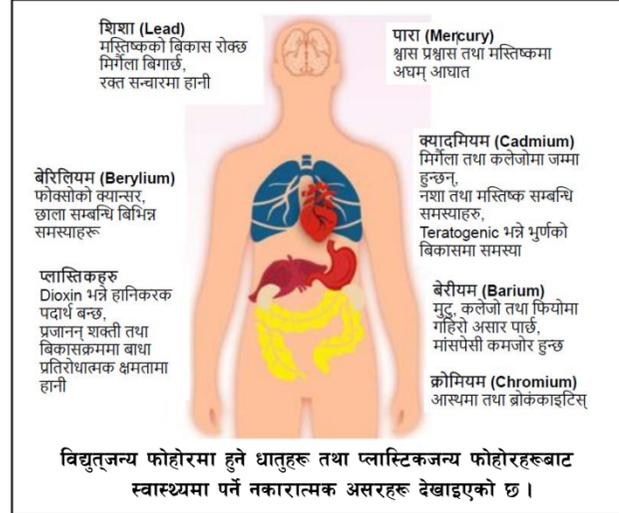 शिशा (Lead)
मस्तिष्कको बिकास रोक्छ
मिर्गौला बिगार्छ,
रक्त सन्चारमा हानी
पारा (Mercury)
श्वास प्रश्वास तथा मस्तिष्कमा
अघम् आघात
क्यादमियम (Cadmium)
मिर्गैला तथा कलेजोमा जम्मा
हुन्छन्,
नशा तथा मस्तिष्क सम्बन्धि
समस्याहरु,
Teratogenic भन्ने भुर्णको
बिकासमा समस्या
बेरिलियम (Berylium)
फोक्सोको क्यान्सर,
छाला सम्बन्धि बिभिन्न
समस्याहरू
प्लास्तिकहरु
Dioxin भन्ने हानिकरक
पदार्थ बन्छ,
प्रजानन् शक्ती तथा
बिकासक्रममा बाधा
प्रतिरोधात्मक क्षमतामा
हानी
बेरीयम (Barium)
मुटु, कलेजो तथा फियोमा
गहिरो असार पार्छ,
मांसपेसी कमजोर हुन्छ
क्रोमियम (Chromium)
आस्थमा तथा ब्रोकंकाइटिस्
विद्युत्जन्य फोहोरमा हुने धातुहरू तथा प्लास्टिकजन्य फोहोरहरूबाट
स्वास्थ्यमा पर्ने नकारात्मक असरहरू देखाइएको छ ।